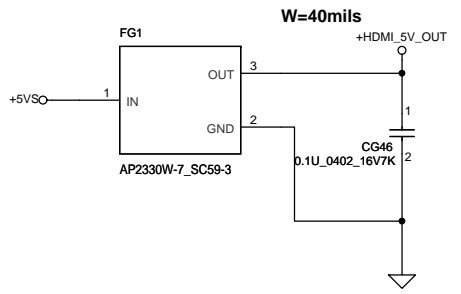 W=40mils
FG1
+HDMI_5V_OUT
OUT
3
+5VS
1
IN
1
GND
2
CG46
0.1U_0402_16V7K
2
AP2330W-7_SC59-3